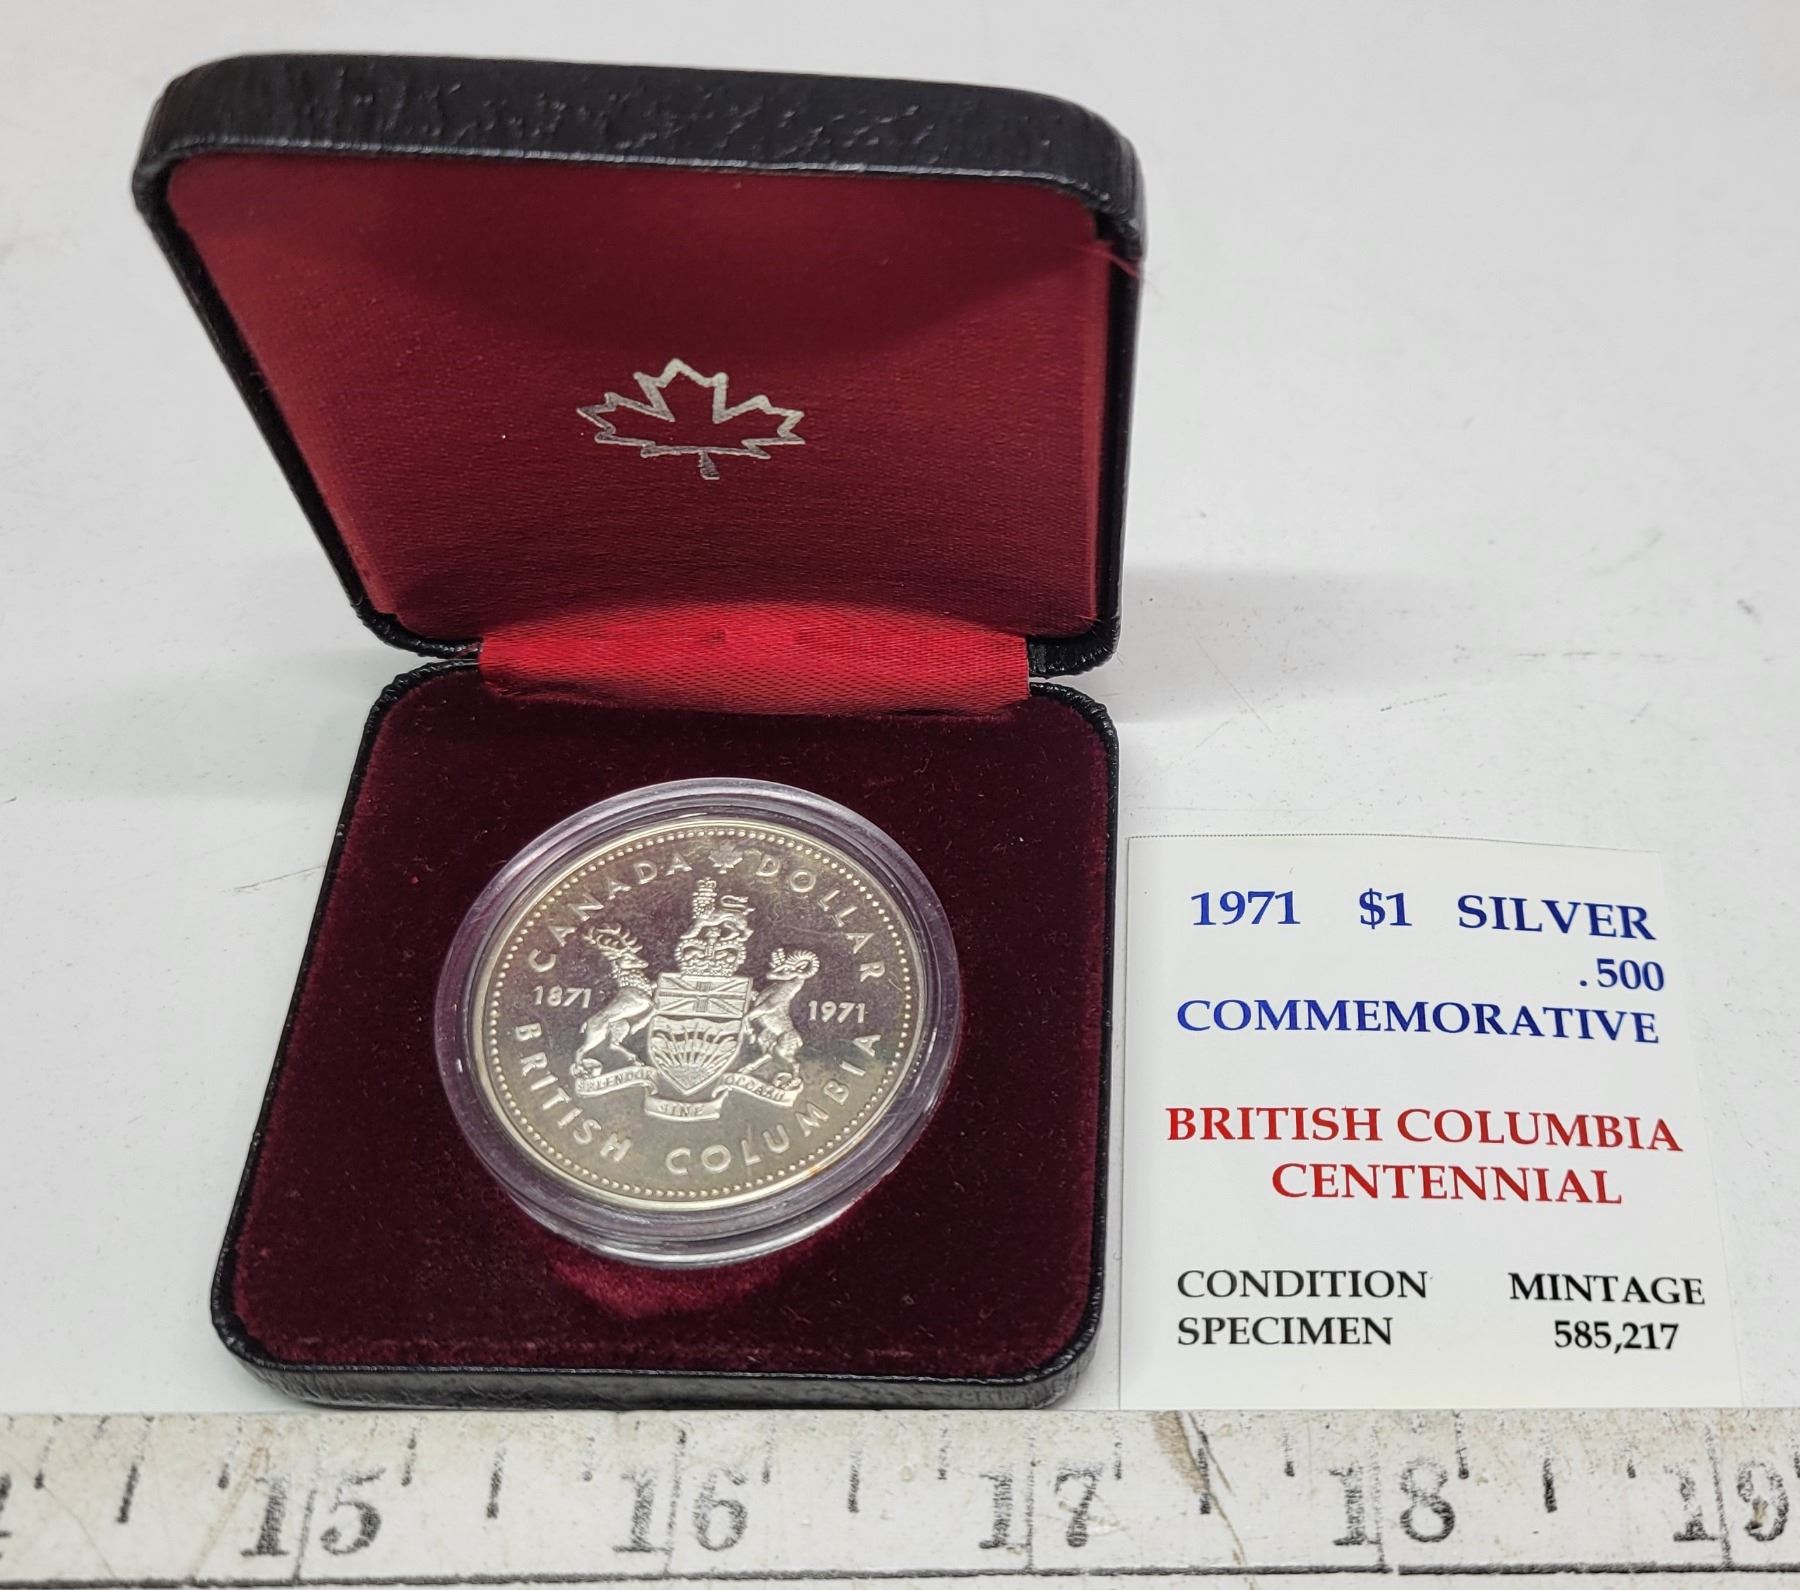 CANADA DOLLAR
1871 1971
SPLENDOR SINE OCCASU
BRITISH COLUMBIA
1971 $1 SILVER
.500
COMMEMORATIVE
BRITISH COLUMBIA
CENTENNIAL
CONDITION MINTAGE
SPECIMEN 585,217
15 16 17 18 19